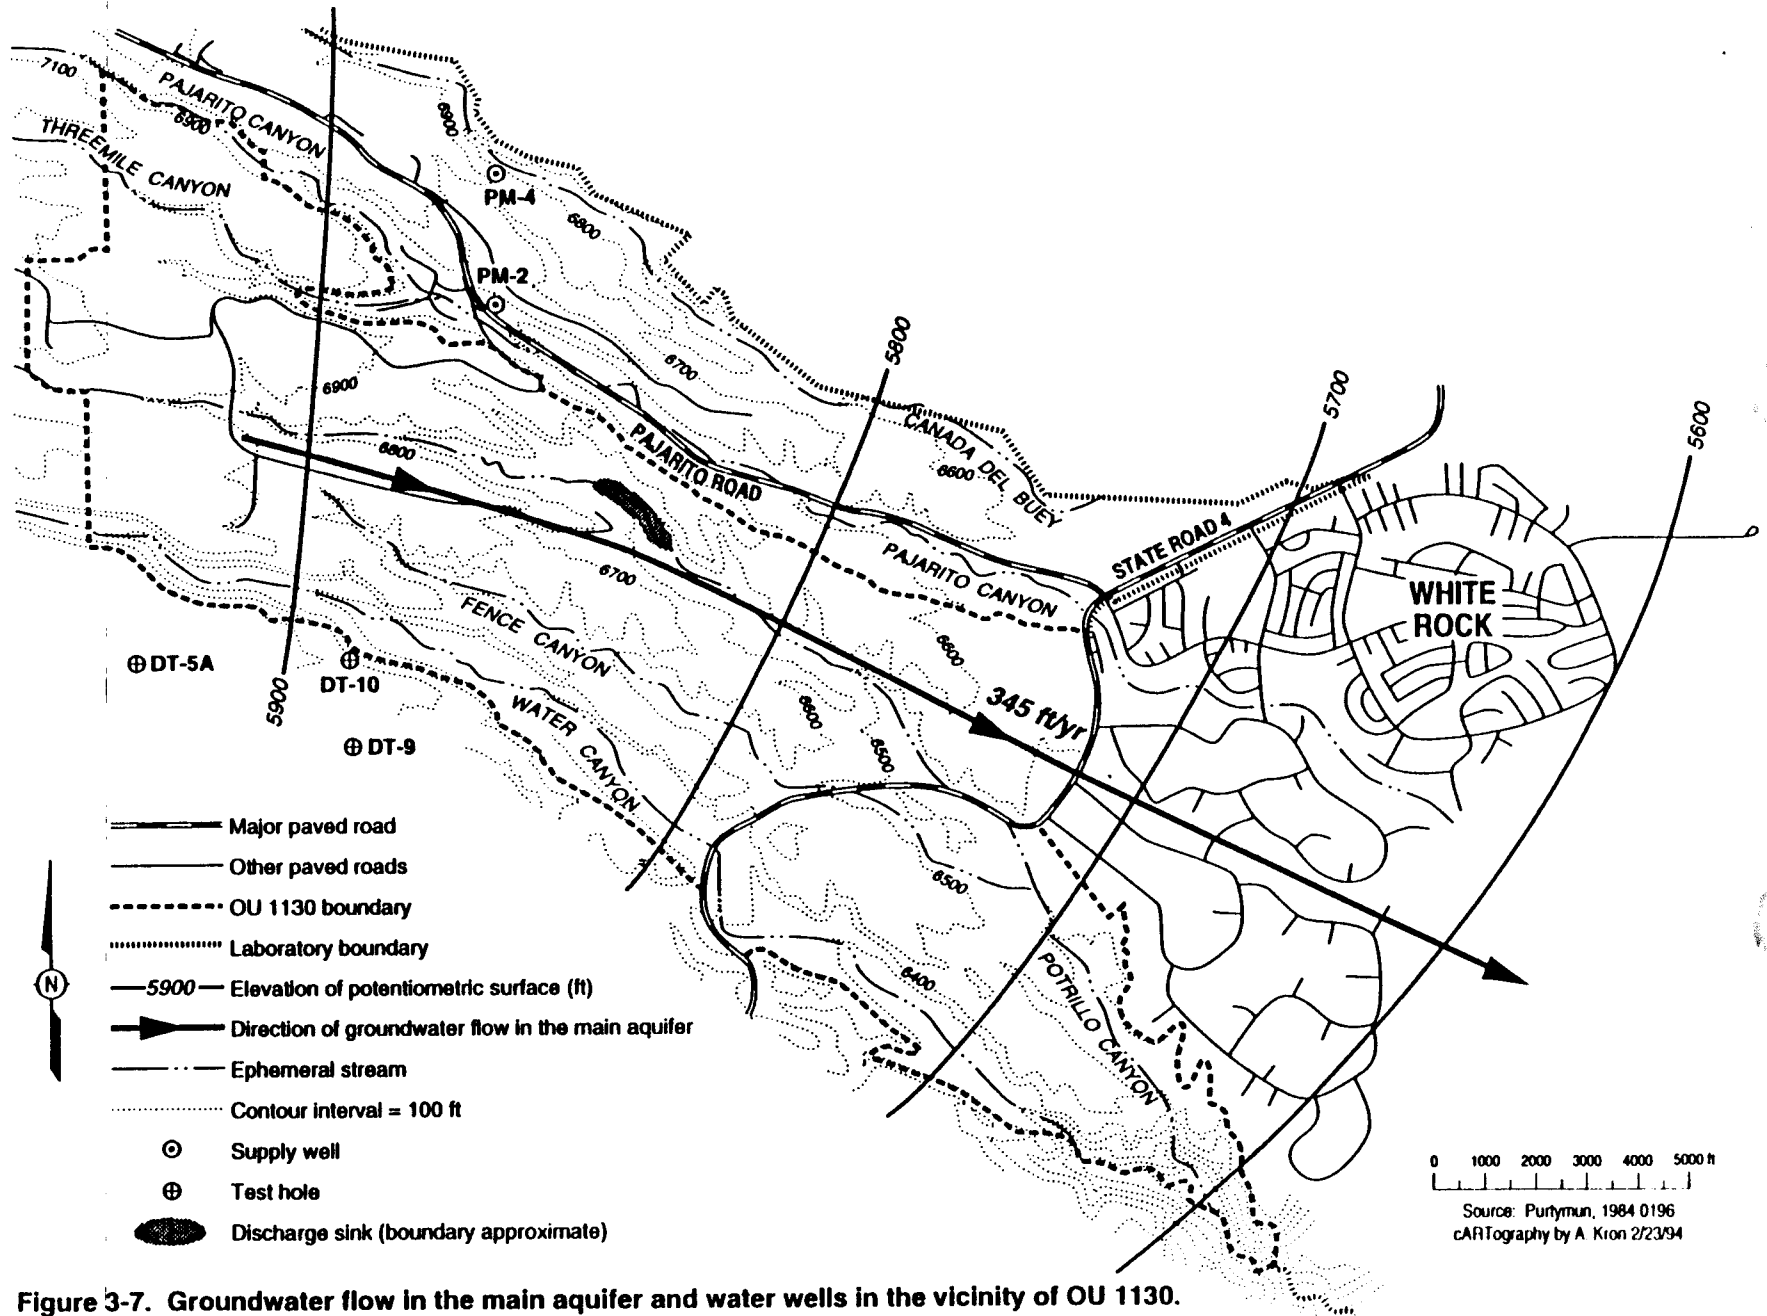 7100
PAJARITO CANYON
6900
THREEMILE CANYON
6900
PM-4
6800
PM-2
6700
6900
5800
5700
5600
6800
PAJARITO ROAD
CANADA DEL BUEY
6600
STATE ROAD 4
PAJARITO CANYON
WHITE
ROCK
6700
FENCE CANYON
6600
DT-5A
DT-10
5900
WATER CANYON
6600
6500
345 ft/yr
DT-9
6500
6400
POTRILLO CANYON
Major paved road
Other paved roads
OU 1130 boundary
Laboratory boundary
5900 Elevation of potentiometric surface (ft)
N
Direction of groundwater flow in the main aquifer
Ephemeral stream
Contour interval = 100 ft
Supply well
Test hole
Discharge sink (boundary approximate)
0 1000 2000 3000 4000 5000 ft
Source: Purtymun, 1984 0196
cARTography by A. Kron 2/23/94
Figure 3-7. Groundwater flow in the main aquifer and water wells in the vicinity of OU 1130.